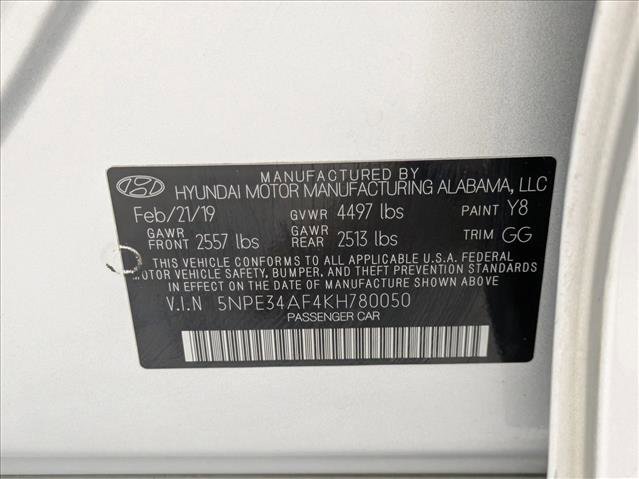 MANUFACTURED BY
HYUNDAI MOTOR MANUFACTURING ALABAMA, LLC
Feb/21/19 GVWR 4497 lbs PAINT Y8
GAWR FRONT 2557 lbs GAWR REAR 2513 lbs TRIM GG
THIS VEHICLE CONFORMS TO ALL APPLICABLE U.S.A. FEDERAL
MOTOR VEHICLE SAFETY, BUMPER, AND THEFT PREVENTION STANDARDS
IN EFFECT ON THE DATE OF MANUFACTURE SHOWN ABOVE.
V.I.N 5NPE34AF4KH780050
PASSENGER CAR